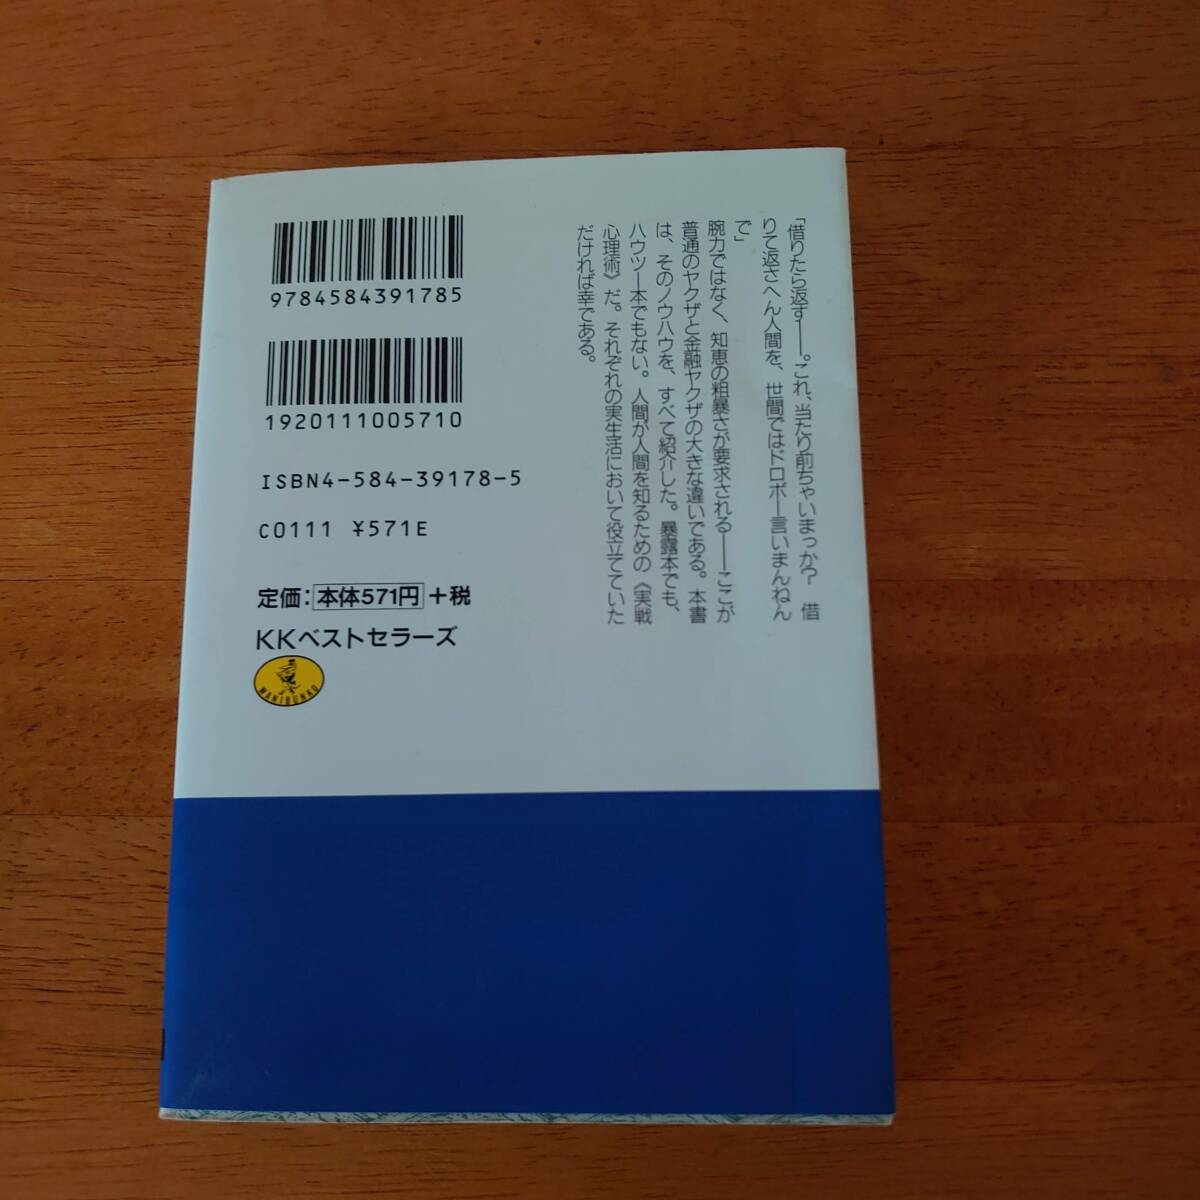 「借りたら返す――。これ、当たり前ちゃいまっか？　借
りて返さへん人間を、世間ではドロボー言いまんねん
で」
腕力ではなく、知恵の粗暴さが要求される――ここが
普通のヤクザと金融ヤクザの大きな違いである。本書
は、そのノウハウを、すべて紹介した。暴露本でも、
ハウツー本でもない。人間が人間を知るための《実戦
心理術》だ。それぞれの実生活において役立てていた
だければ幸である。
9784584391785
1920111005710
ISBN4-584-39178-5
C0111 ¥571E
定価：本体571円＋税
KKベストセラーズ
WANIBUNKO